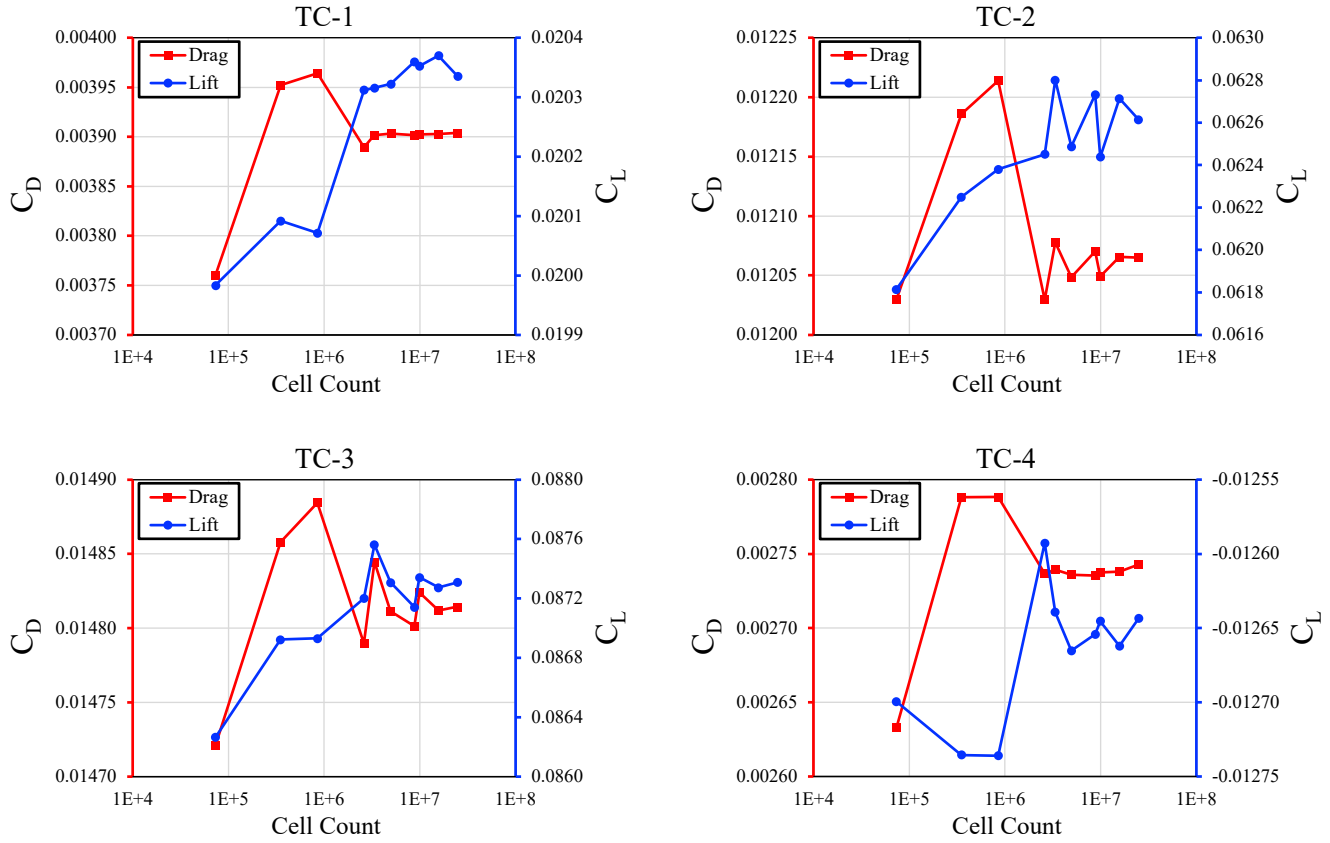 TC-1
0.00400
0.00395
0.00390
0.00385
0.00380
0.00375
0.00370
C_D
Drag
Lift
0.0204
0.0203
0.0202
0.0201
0.0200
0.0199
C_L
1E+4 1E+5 1E+6 1E+7 1E+8
Cell Count
TC-2
0.01225
0.01220
0.01215
0.01210
0.01205
0.01200
C_D
Drag
Lift
0.0630
0.0628
0.0626
0.0624
0.0622
0.0620
0.0618
0.0616
C_L
1E+4 1E+5 1E+6 1E+7 1E+8
Cell Count
TC-3
0.01490
0.01485
0.01480
0.01475
0.01470
C_D
Drag
Lift
0.0880
0.0876
0.0872
0.0868
0.0864
0.0860
C_L
1E+4 1E+5 1E+6 1E+7 1E+8
Cell Count
TC-4
0.00280
0.00275
0.00270
0.00265
0.00260
C_D
Drag
Lift
-0.01255
-0.01260
-0.01265
-0.01270
-0.01275
C_L
1E+4 1E+5 1E+6 1E+7 1E+8
Cell Count